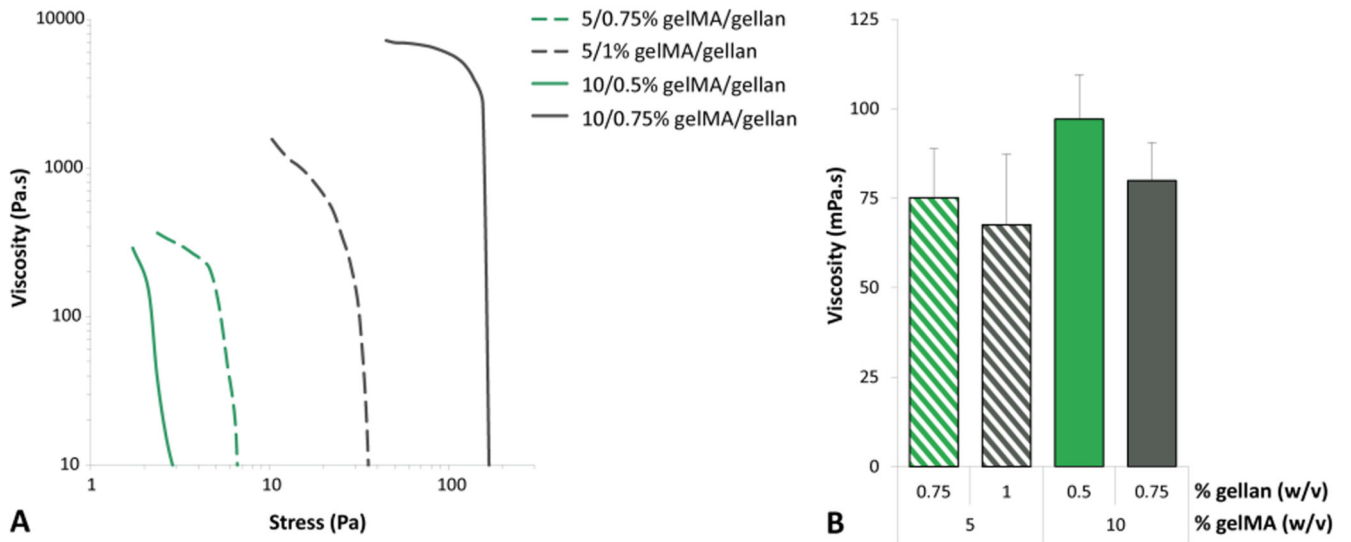 10000
1000
100
10
1
10
100
Viscosity (Pa.s)
Stress (Pa)
A
5/0.75% gelMA/gellan
5/1% gelMA/gellan
10/0.5% gelMA/gellan
10/0.75% gelMA/gellan
125
100
75
50
25
0
Viscosity (mPa.s)
0.75 1 0.5 0.75 % gellan (w/v)
5 10 % gelMA (w/v)
B